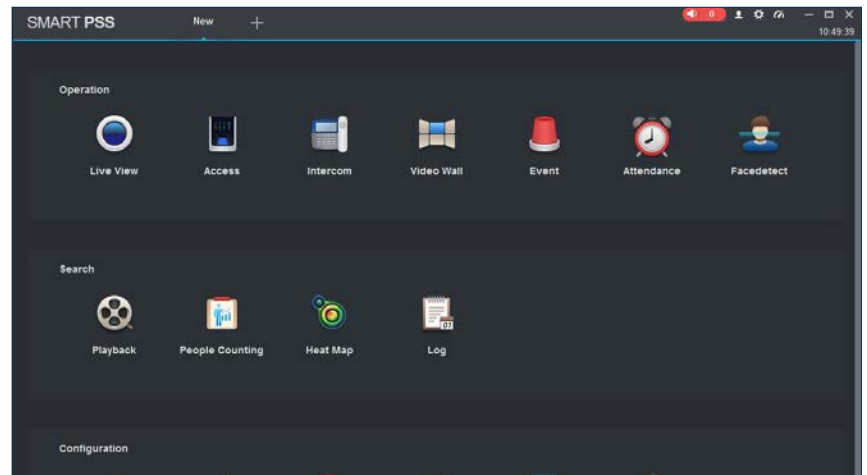 SMART PSS New + 0
10:49:39
Operation
Live View Access Intercom Video Wall Event Attendance Facedetect
Search
Playback People Counting Heat Map Log
01
Configuration